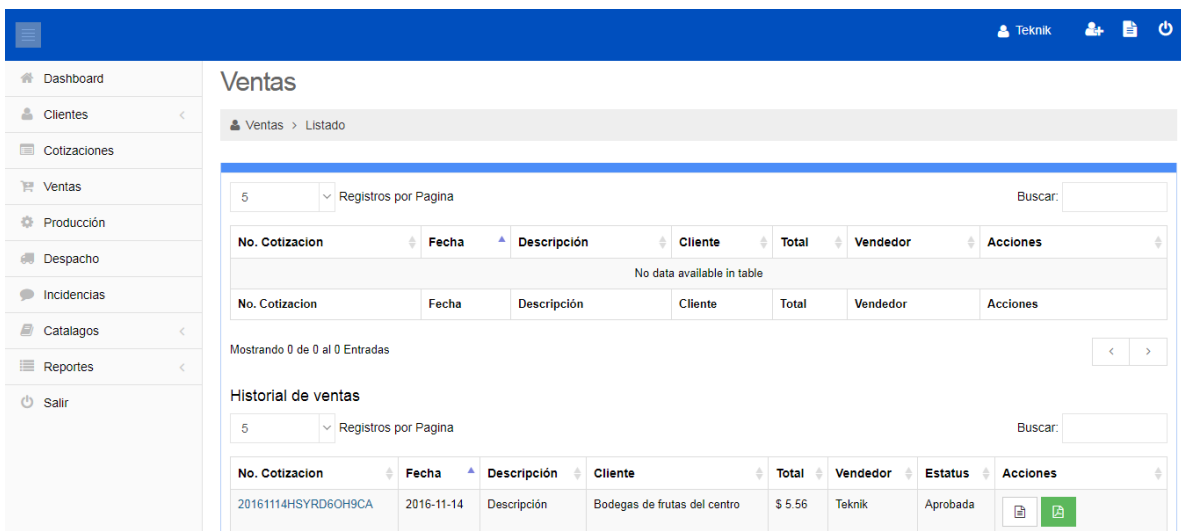 Teknik
Dashboard
Clientes
Cotizaciones
Ventas
Producción
Despacho
Incidencias
Catalagos
Reportes
Salir
Ventas
Ventas > Listado
5 Registros por Pagina Buscar:
No. Cotizacion Fecha Descripción Cliente Total Vendedor Acciones
No data available in table
No. Cotizacion Fecha Descripción Cliente Total Vendedor Acciones
Mostrando 0 de 0 al 0 Entradas
Historial de ventas
5 Registros por Pagina Buscar:
No. Cotizacion Fecha Descripción Cliente Total Vendedor Estatus Acciones
20161114HSYRD6OH9CA 2016-11-14 Descripción Bodegas de frutas del centro $ 5.56 Teknik Aprobada